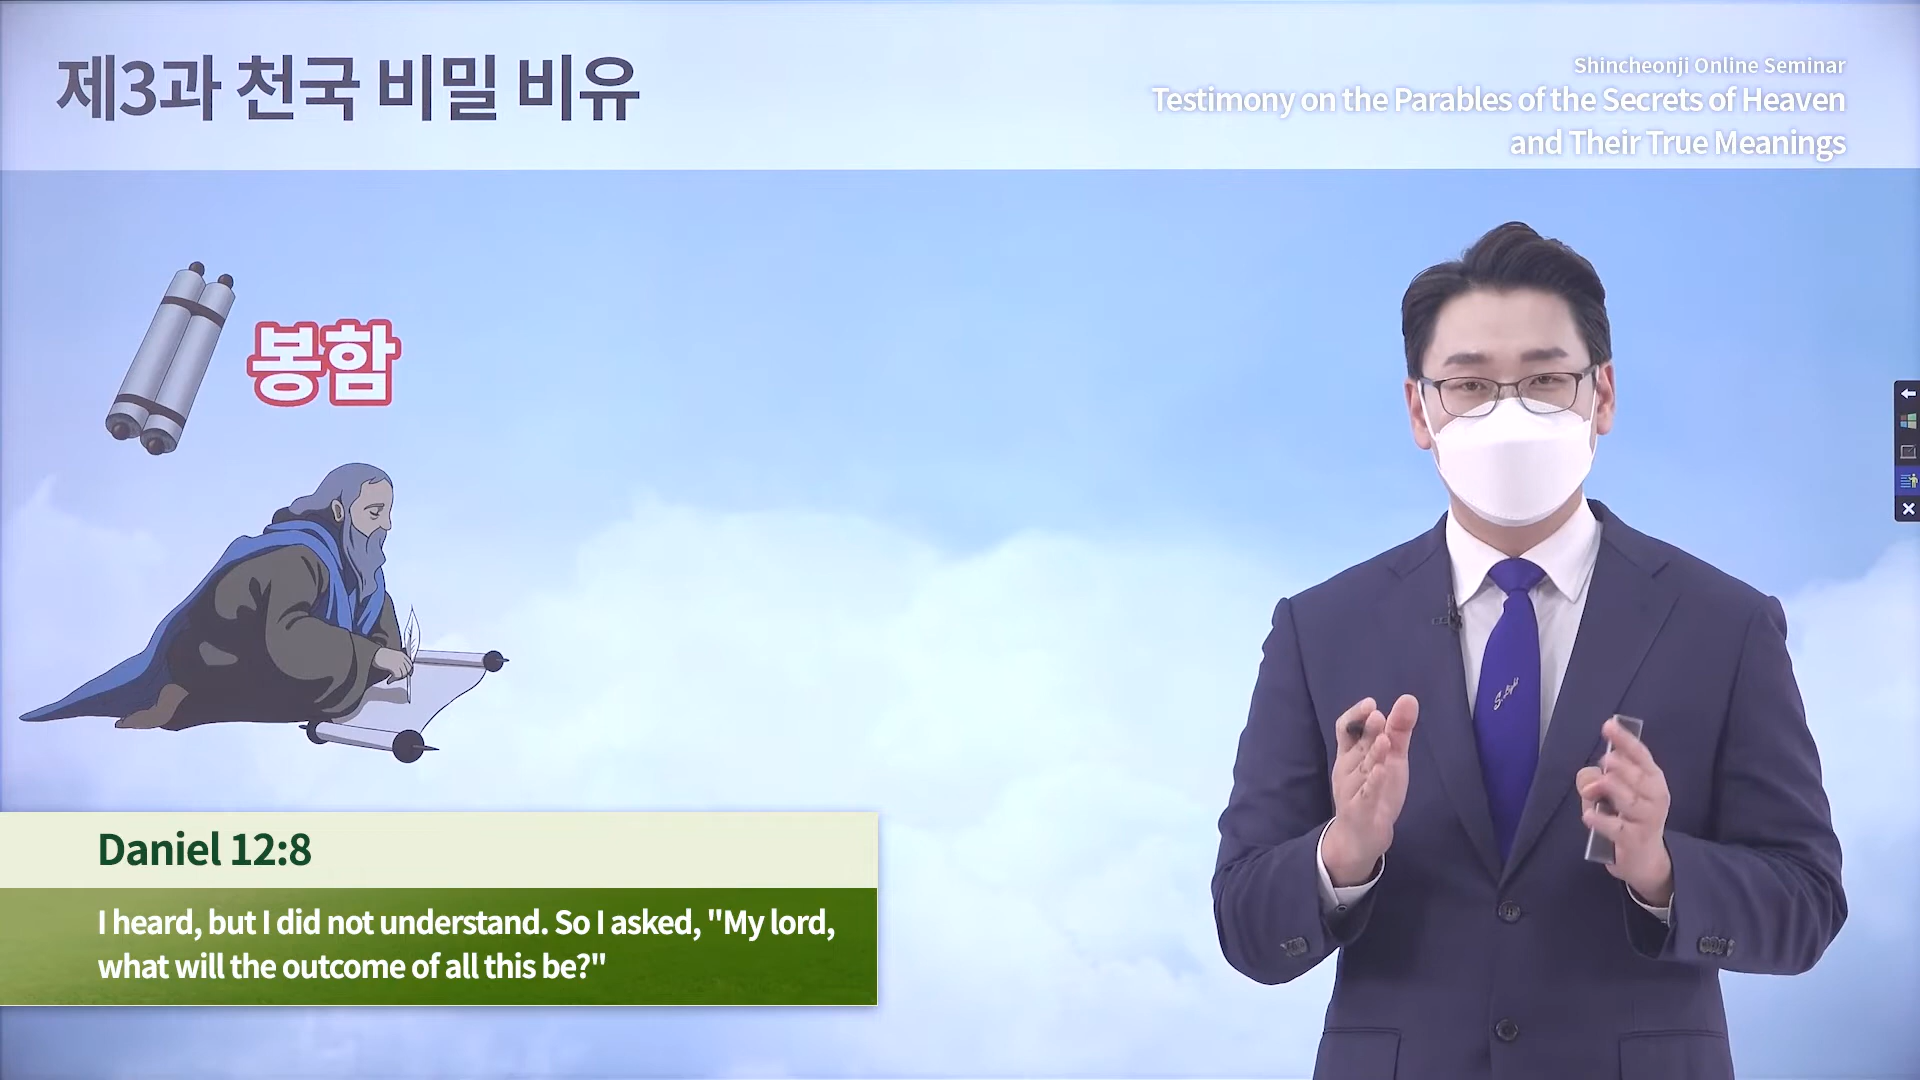 제3과 천국 비밀 비유
Shincheonji Online Seminar
Testimony on the Parables of the Secrets of Heaven
and Their True Meanings
봉함
S. Light
Daniel 12:8
I heard, but I did not understand. So I asked, "My lord,
what will the outcome of all this be?"